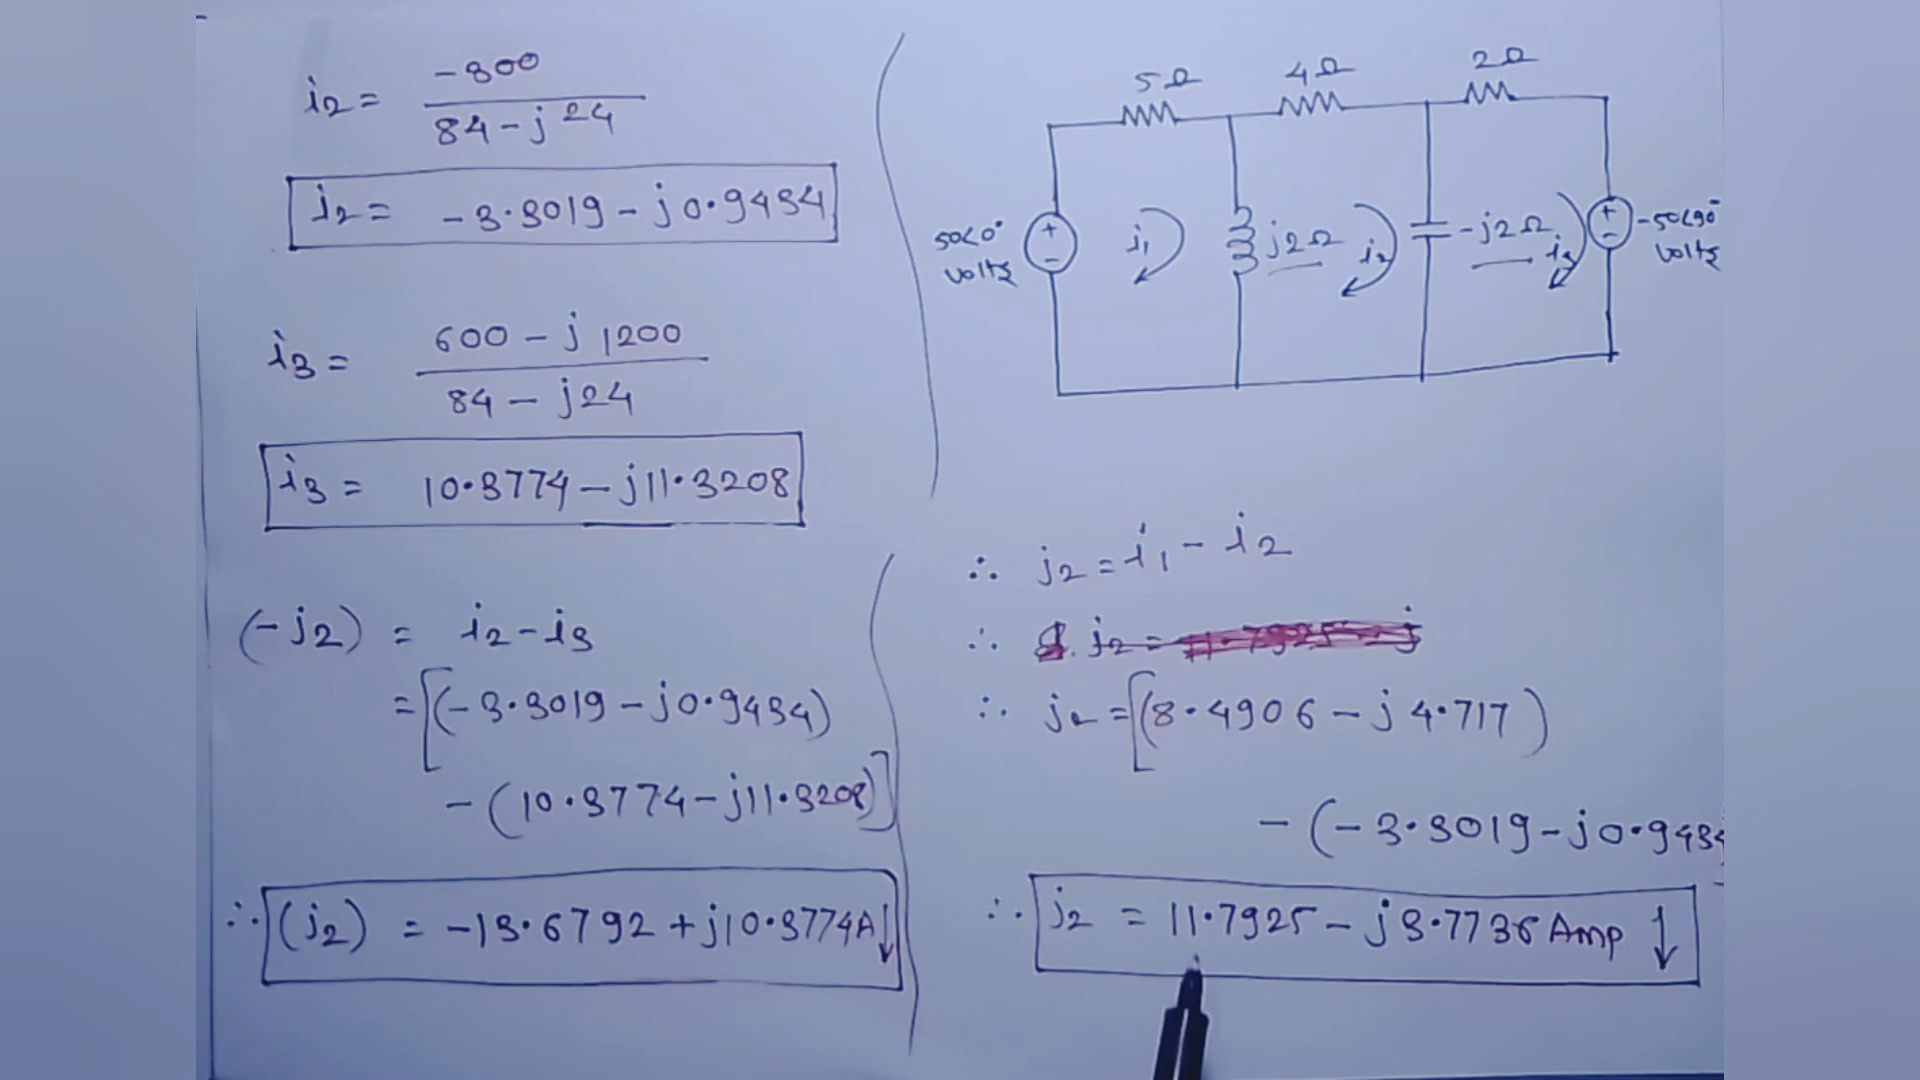 i2 = -300
84 - j24
i2 = -3.3019 - j0.9434
i3 = 600 - j1200
84 - j24
i3 = 10.3774 - j11.3208
(-j2) = i2 - i3
= [(-3.3019 - j0.9434)
- (10.3774 - j11.3208)]
∴ (j2) = -13.6792 + j10.3774A ↓
5Ω 4Ω 2Ω
50<0° volts
+
-
i1
j2Ω
i2
-j2Ω
i3
+
-
-50<90° volts
∴ j2 = i1 - i2
∴ j2 =
∴ j2 = [(8.4906 - j4.717)
- (-3.3019 - j0.9434
∴ j2 = 11.7925 - j3.7736 Amp ↓